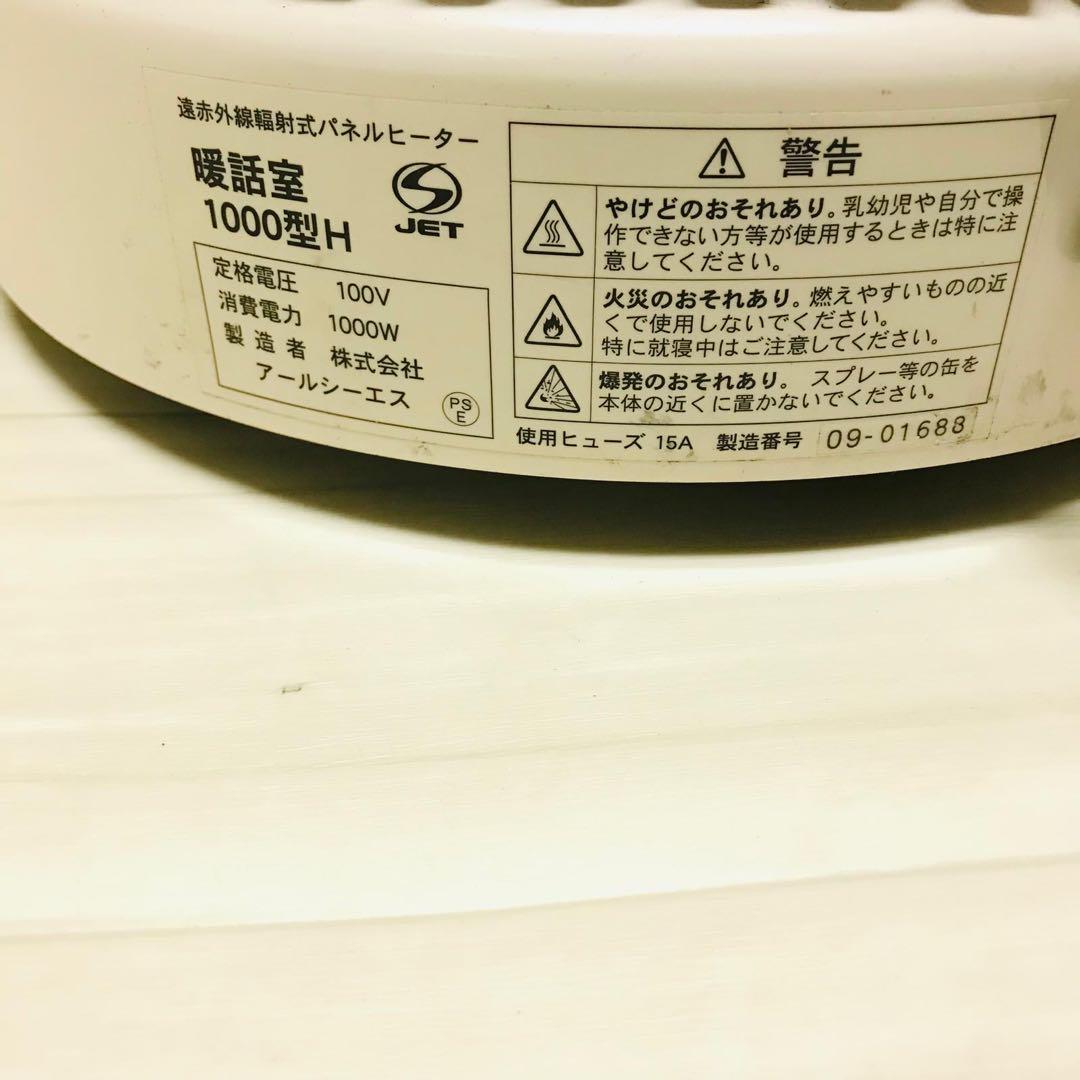 遠赤外線輻射式パネルヒーター
暖話室
1000型H
JET
定格電圧 100V
消費電力 1000W
製造者 株式会社
アールシーエス
PS
E
警告
やけどのおそれあり。乳幼児や自分で操
作できない方等が使用するときは特に注
意してください。
火災のおそれあり。燃えやすいものの近
くで使用しないでください。
特に就寝中はご注意してください。
爆発のおそれあり。 スプレー等の缶を
本体の近くに置かないでください。
使用ヒューズ 15A 製造番号 09-01688